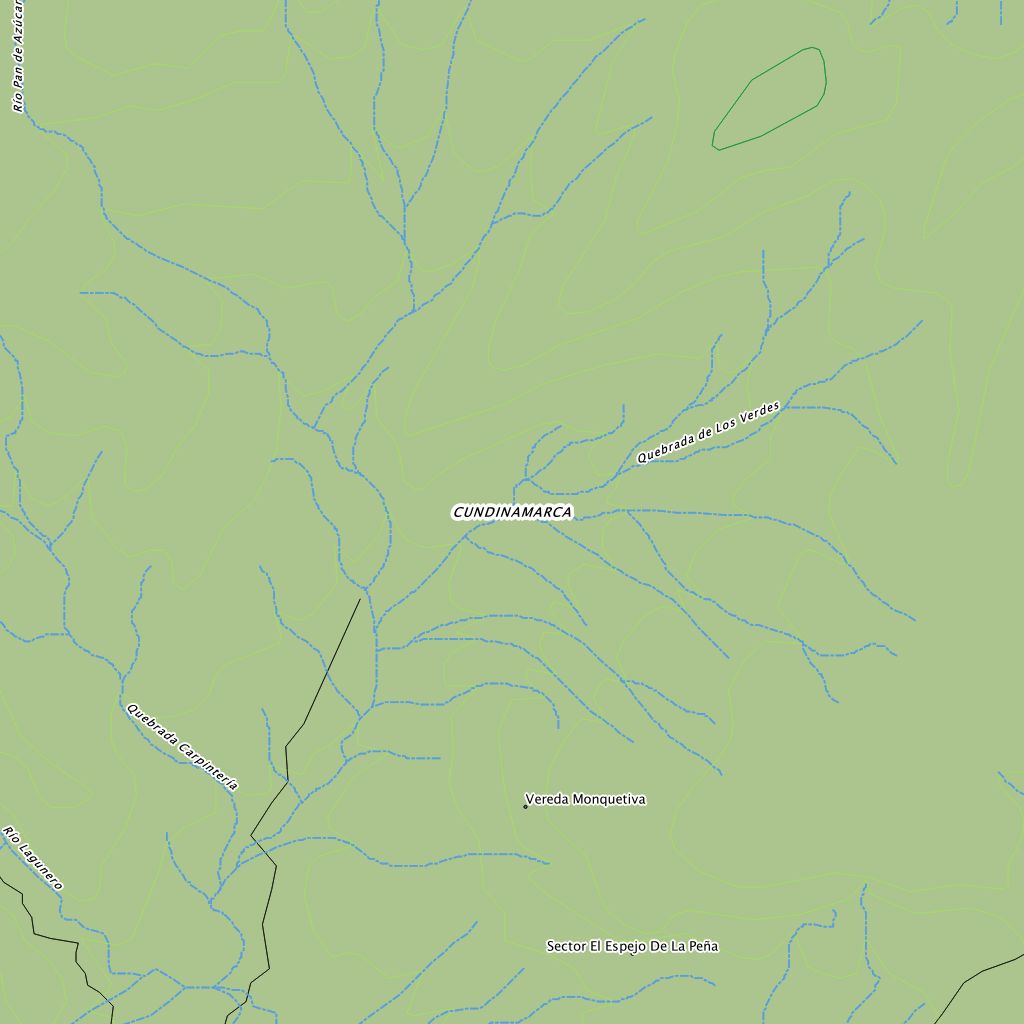 Río Pan de Azúcar
Quebrada de Los Verdes
CUNDINAMARCA
Quebrada Carpintería
Vereda Monquetiva
Río Lagunero
Sector El Espejo De La Peña